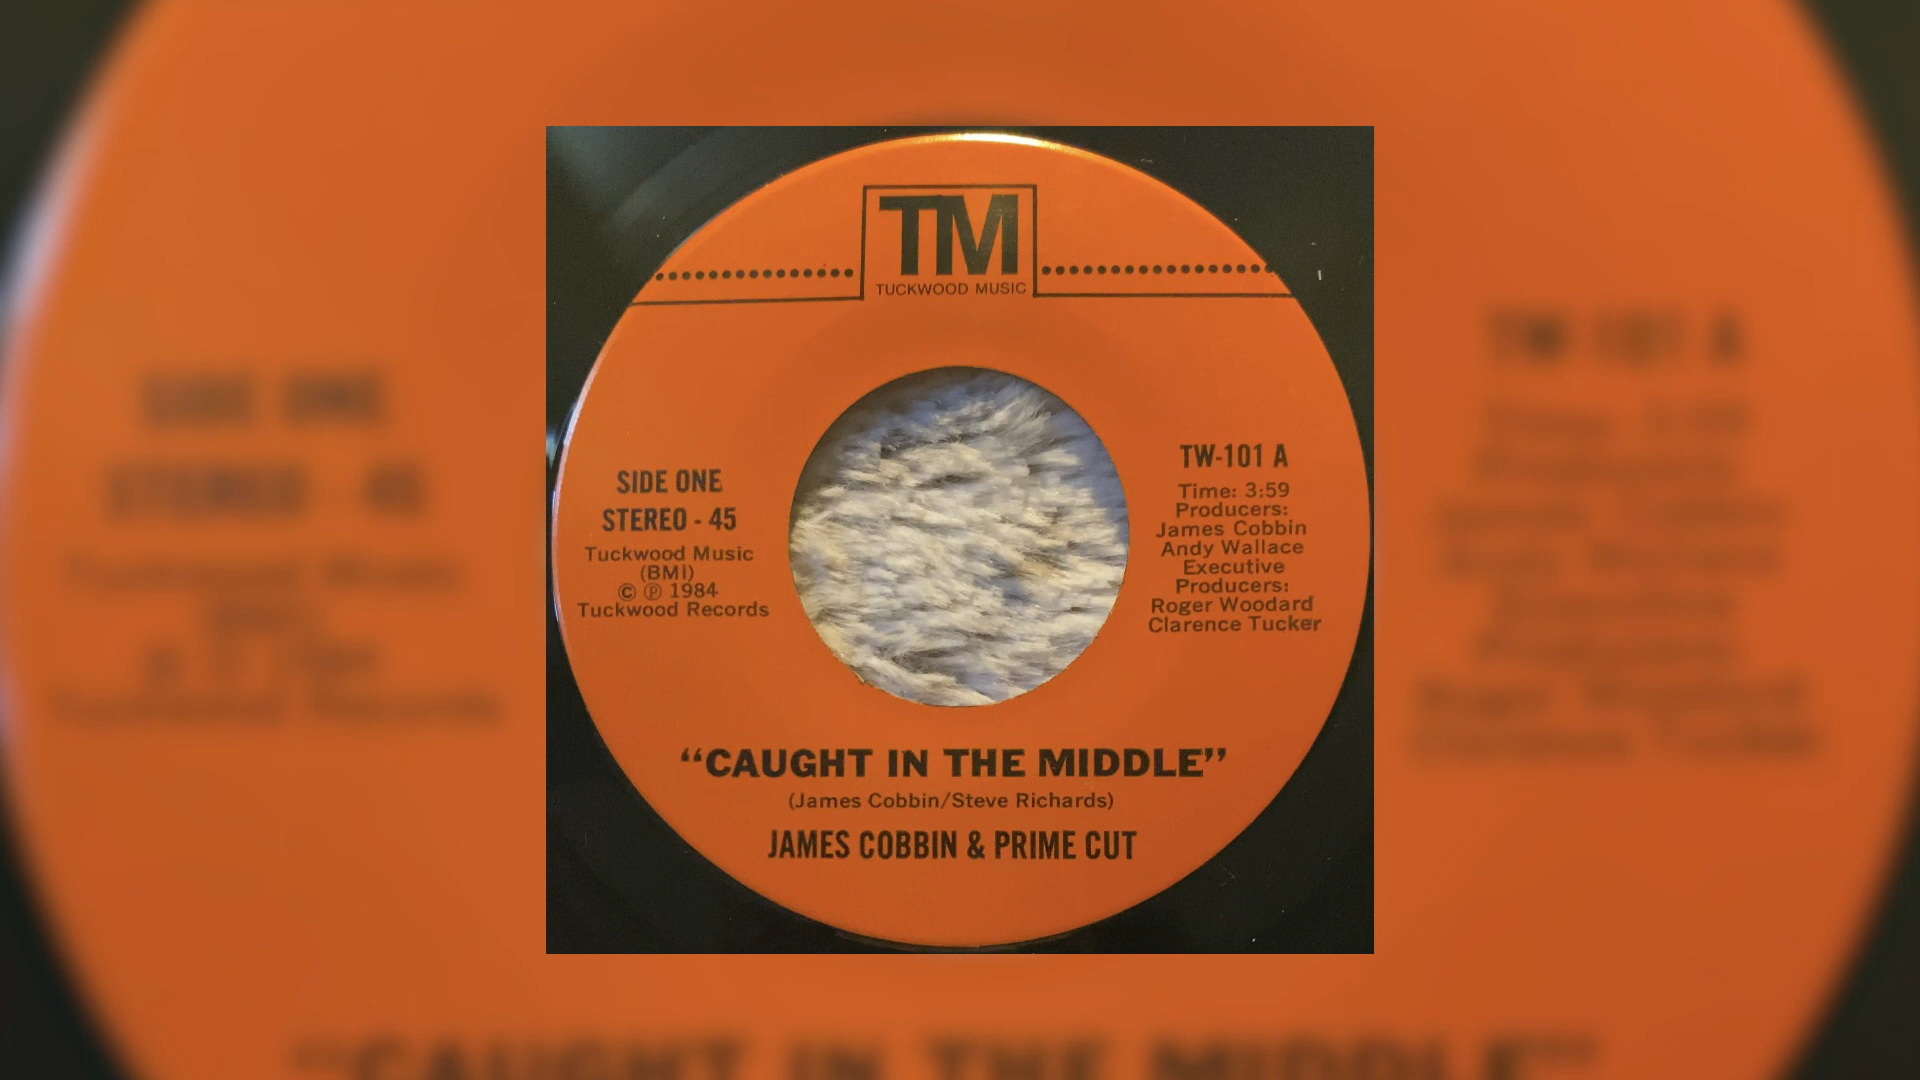 TM
TUCKWOOD MUSIC
SIDE ONE
STEREO - 45
Tuckwood Music
(BMI)
© ℗ 1984
Tuckwood Records
TW-101 A
Time: 3:59
Producers:
James Cobbin
Andy Wallace
Executive
Producers:
Roger Woodard
Clarence Tucker
“CAUGHT IN THE MIDDLE”
(James Cobbin/Steve Richards)
JAMES COBBIN & PRIME CUT